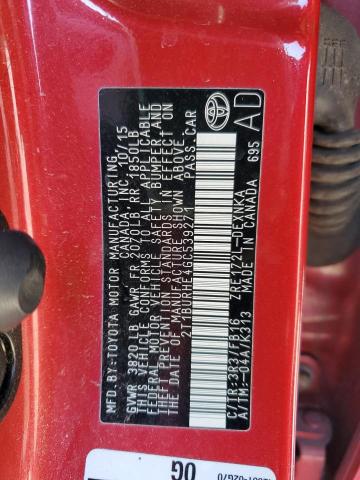 MFD.BY:TOYOTA MOTOR MANUFACTURING
CANADA, INC. 10/15
GVWR 3820 LB GAWR FR 2020LB RR 1850LB
THIS VEHICLE CONFORMS TO ALL APPLICABLE
FEDERAL MOTOR VEHICLE SAFETY BUMPER AND
THEFT PREVENTION STANDARDS IN EFFECT ON
THE DATE OF MANUFACTURE SHOWN ABOVE
2T1BURHE4GC539271 PASS.CAR
C/TR:3R3/FB16 ZRE172L-DEXNKA
A/TM:-04A/K313 MADE IN CANADA
695
AD
0G